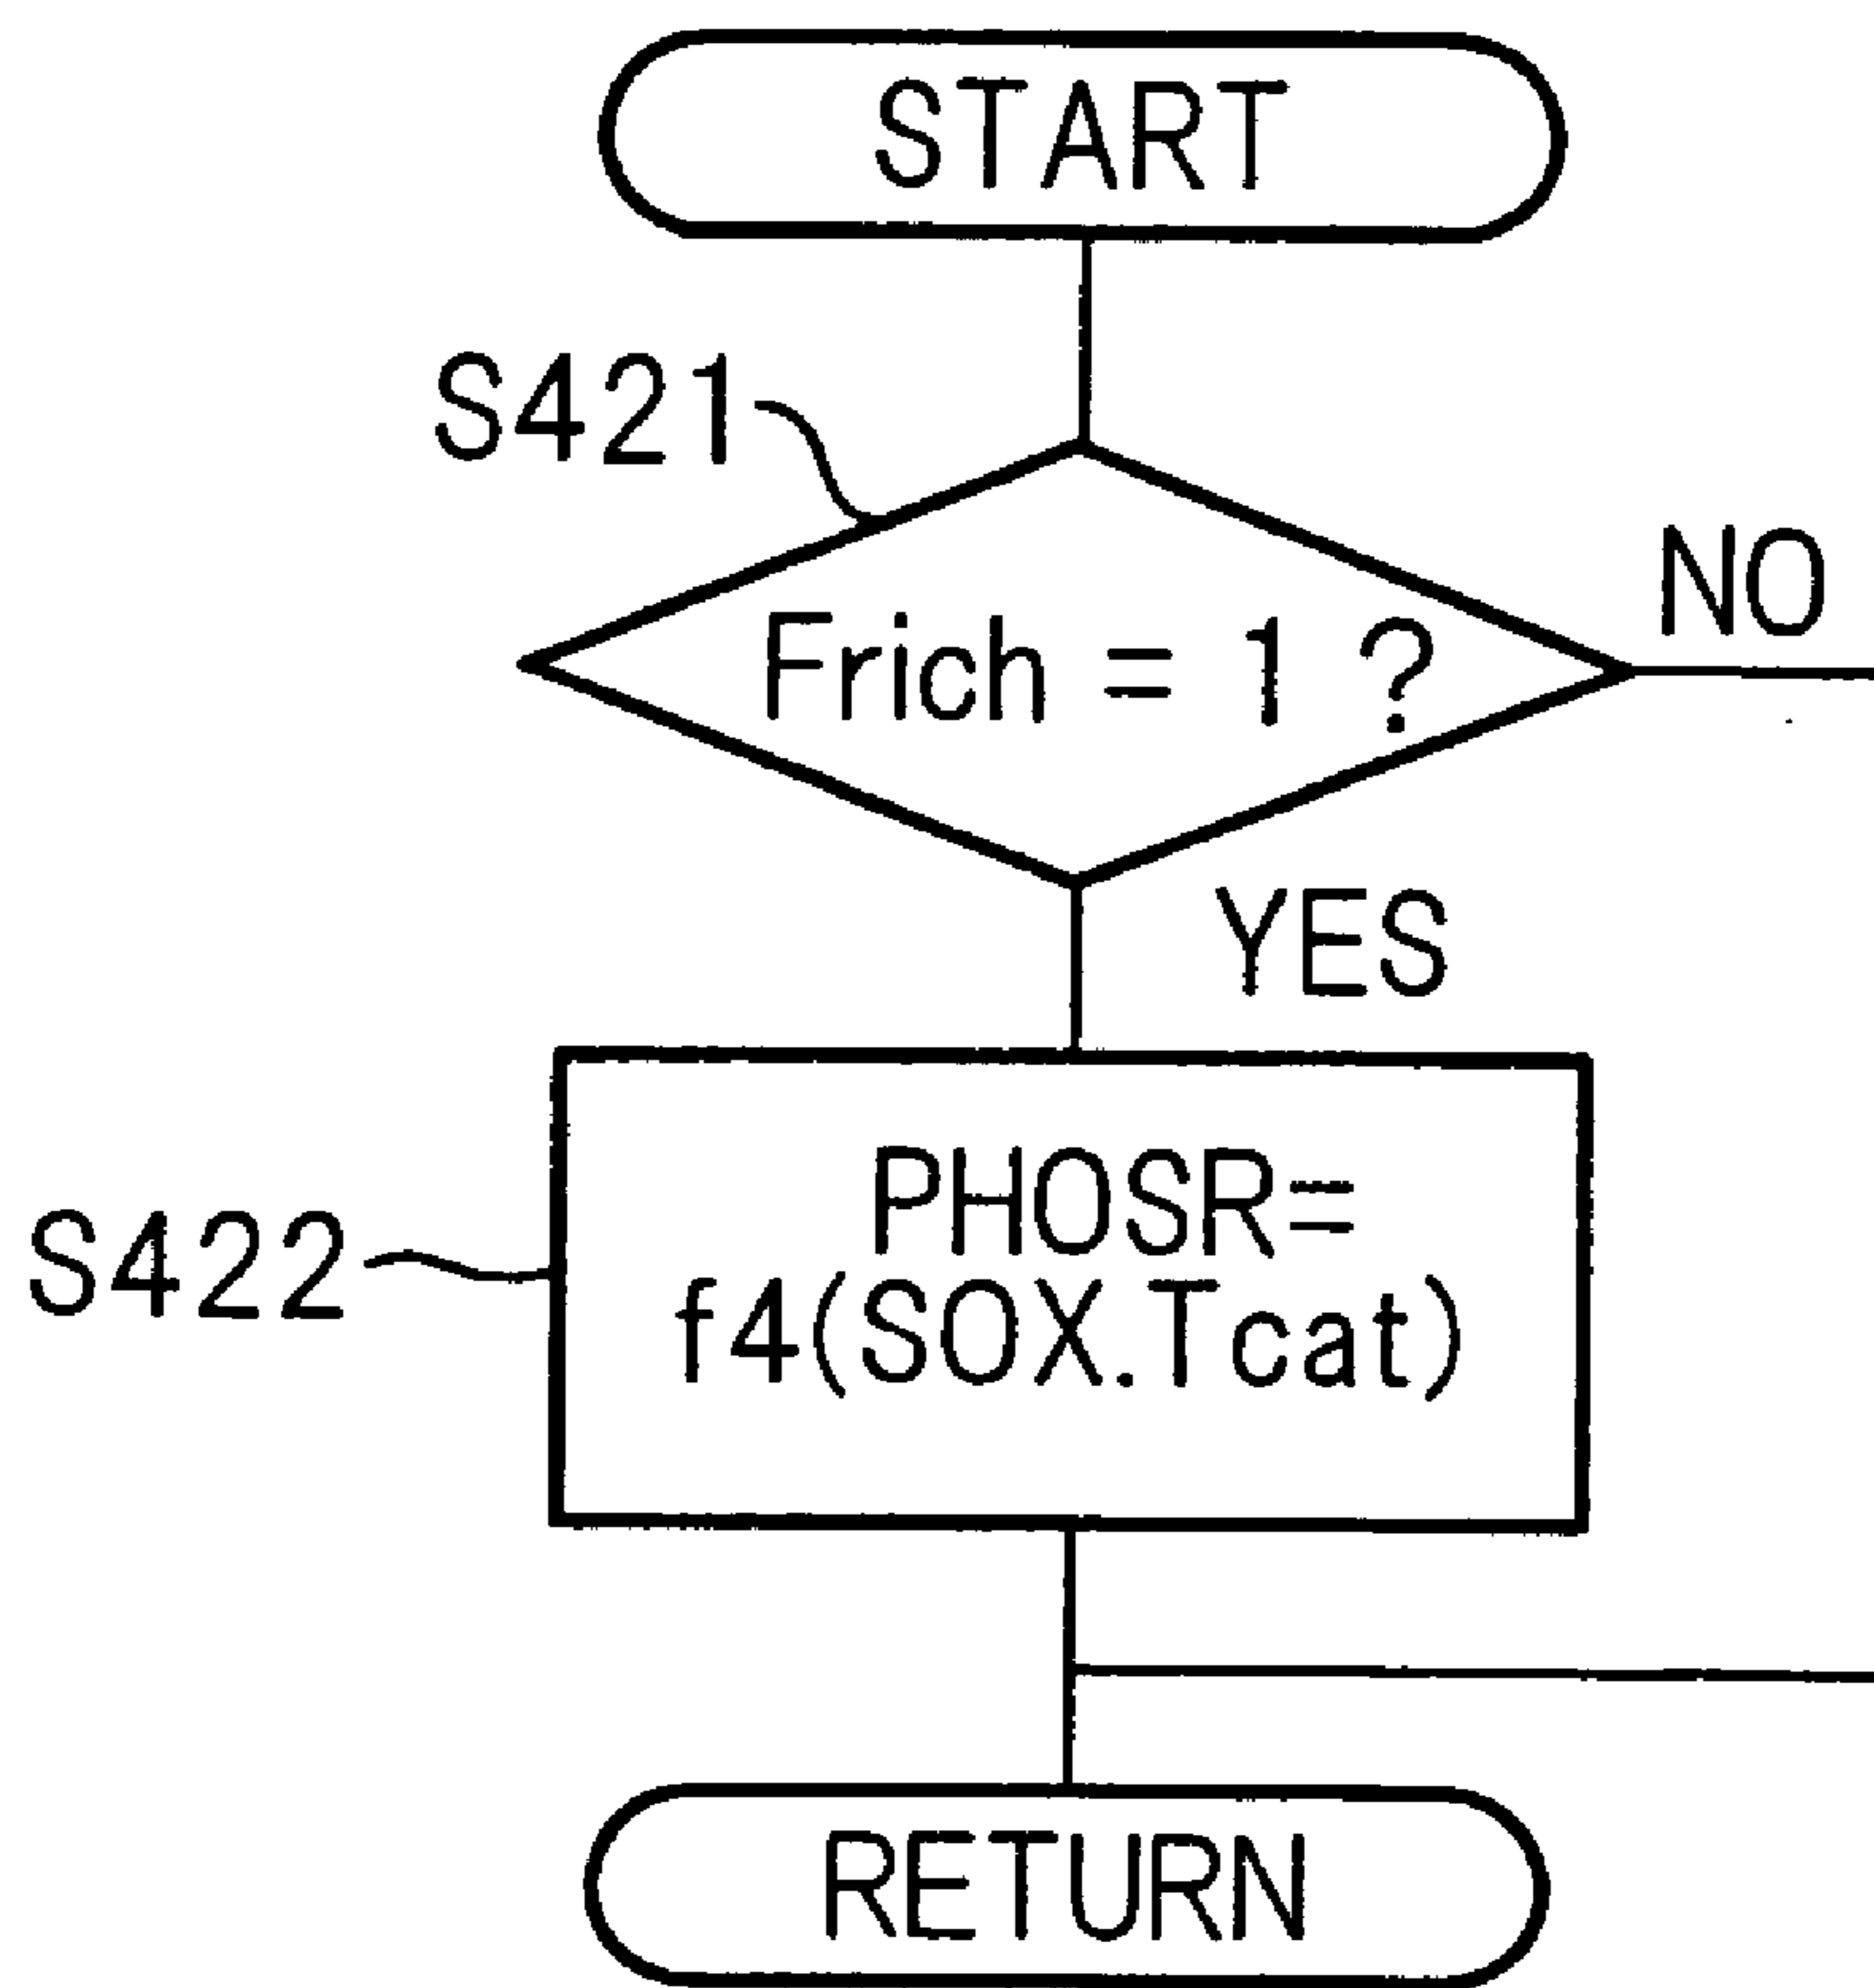 START
S421
Frich = 1 ?
NO
YES
S422
PHOSR=
f4(SOX.Tcat)
RETURN